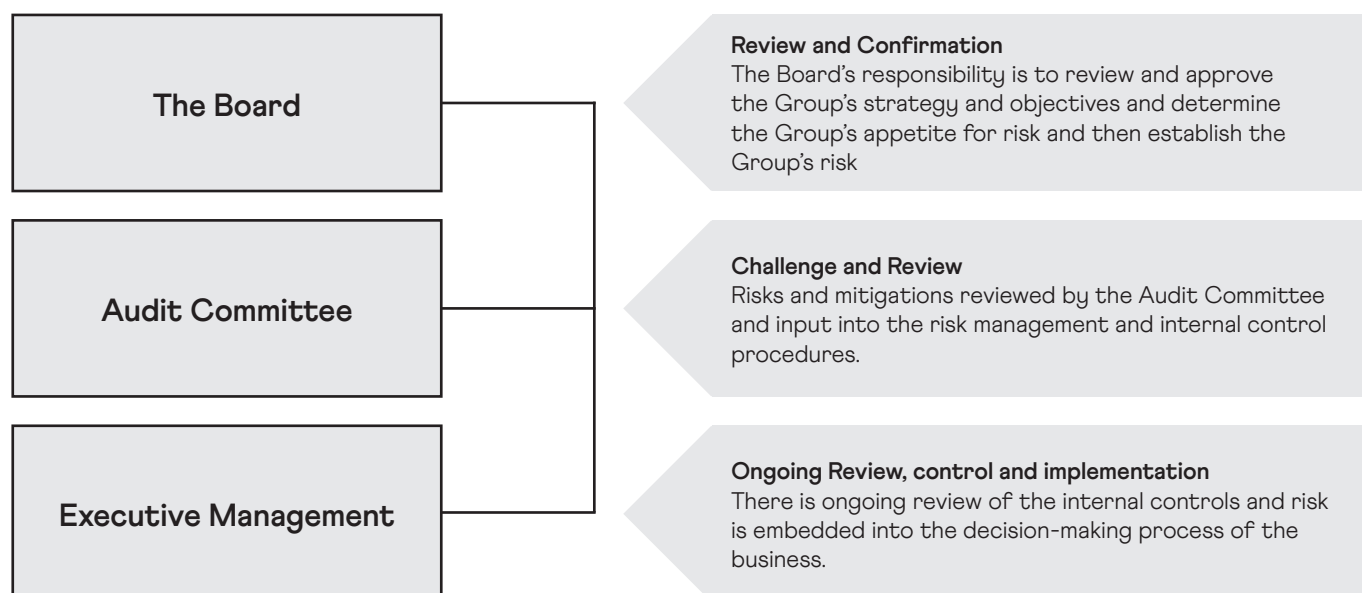 The Board
Review and Confirmation
The Board’s responsibility is to review and approve
the Group’s strategy and objectives and determine
the Group’s appetite for risk and then establish the
Group’s risk
Audit Committee
Challenge and Review
Risks and mitigations reviewed by the Audit Committee
and input into the risk management and internal control
procedures.
Executive Management
Ongoing Review, control and implementation
There is ongoing review of the internal controls and risk
is embedded into the decision-making process of the
business.